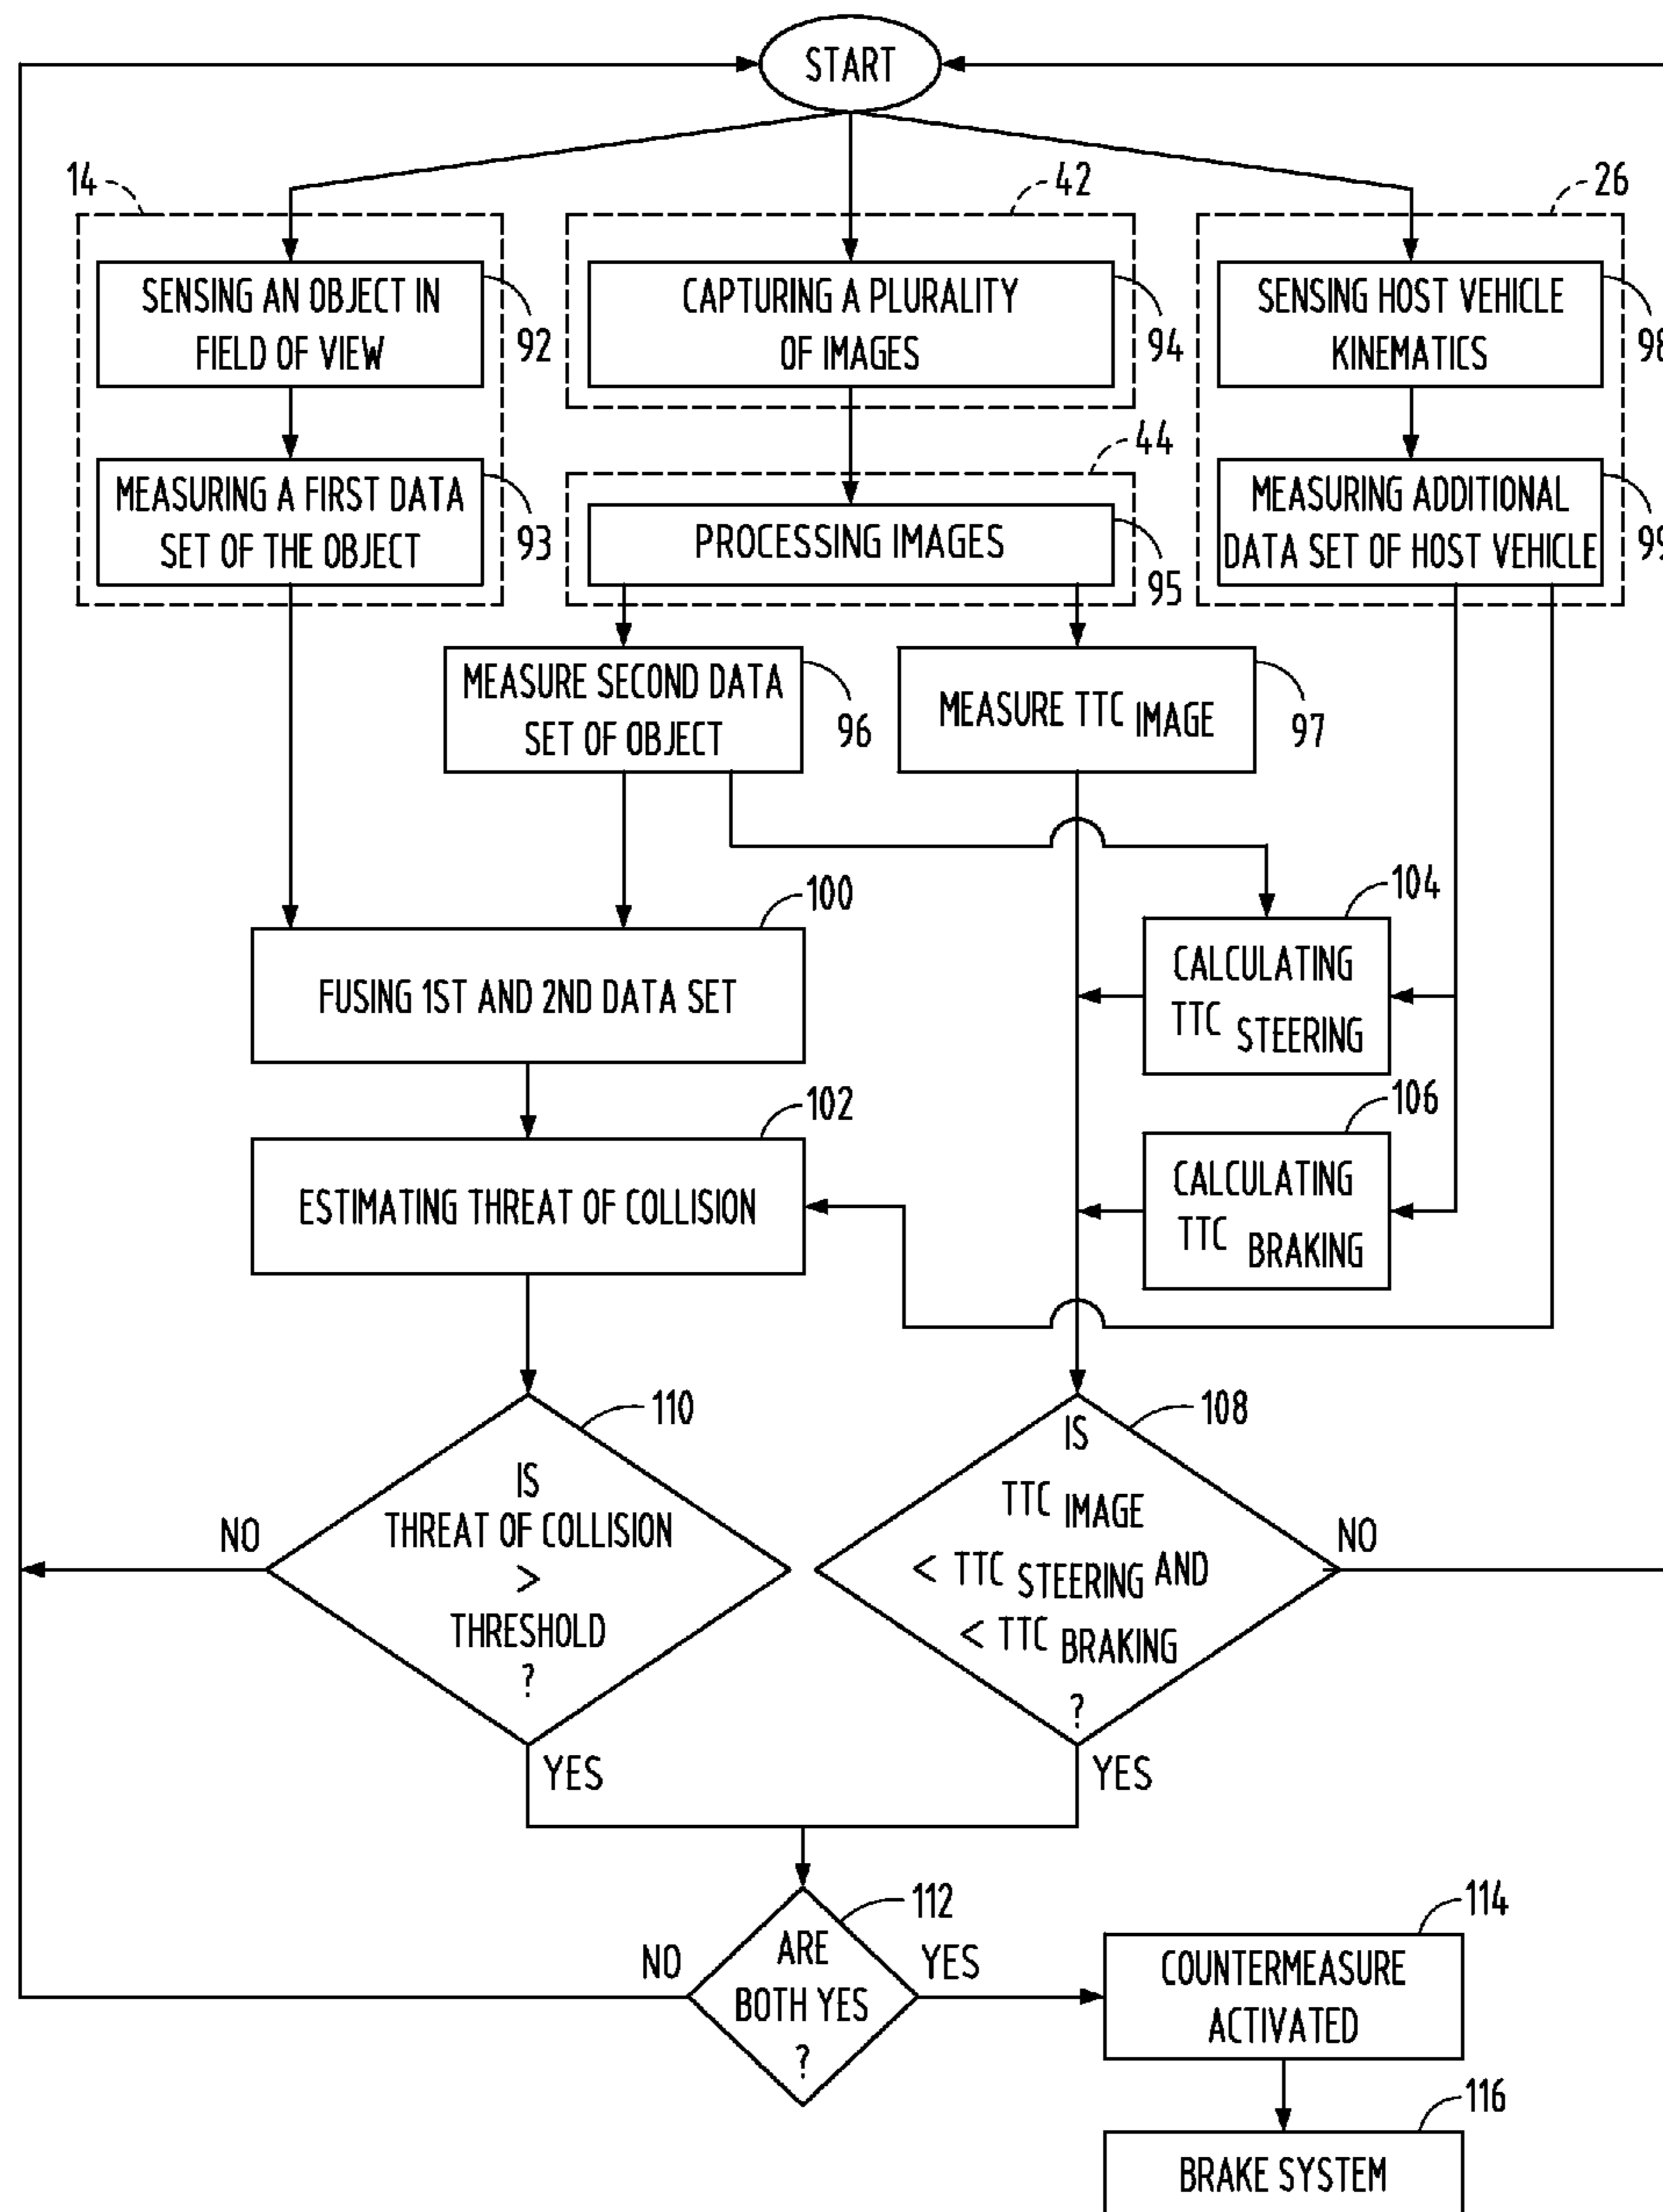 START
14
42
26
SENSING AN OBJECT IN
FIELD OF VIEW
92
CAPTURING A PLURALITY
OF IMAGES
94
SENSING HOST VEHICLE
KINEMATICS
98
44
MEASURING A FIRST DATA
SET OF THE OBJECT
93
PROCESSING IMAGES
95
MEASURING ADDITIONAL
DATA SET OF HOST VEHICLE
99
MEASURE SECOND DATA
SET OF OBJECT
96
MEASURE TTC IMAGE
97
100
FUSING 1ST AND 2ND DATA SET
104
CALCULATING
TTC STEERING
102
ESTIMATING THREAT OF COLLISION
106
CALCULATING
TTC BRAKING
110
IS
THREAT OF COLLISION
>
THRESHOLD
?
NO
YES
108
IS
TTC IMAGE
< TTC STEERING AND
< TTC BRAKING
?
NO
YES
112
ARE
BOTH YES
?
NO
YES
114
COUNTERMEASURE
ACTIVATED
116
BRAKE SYSTEM